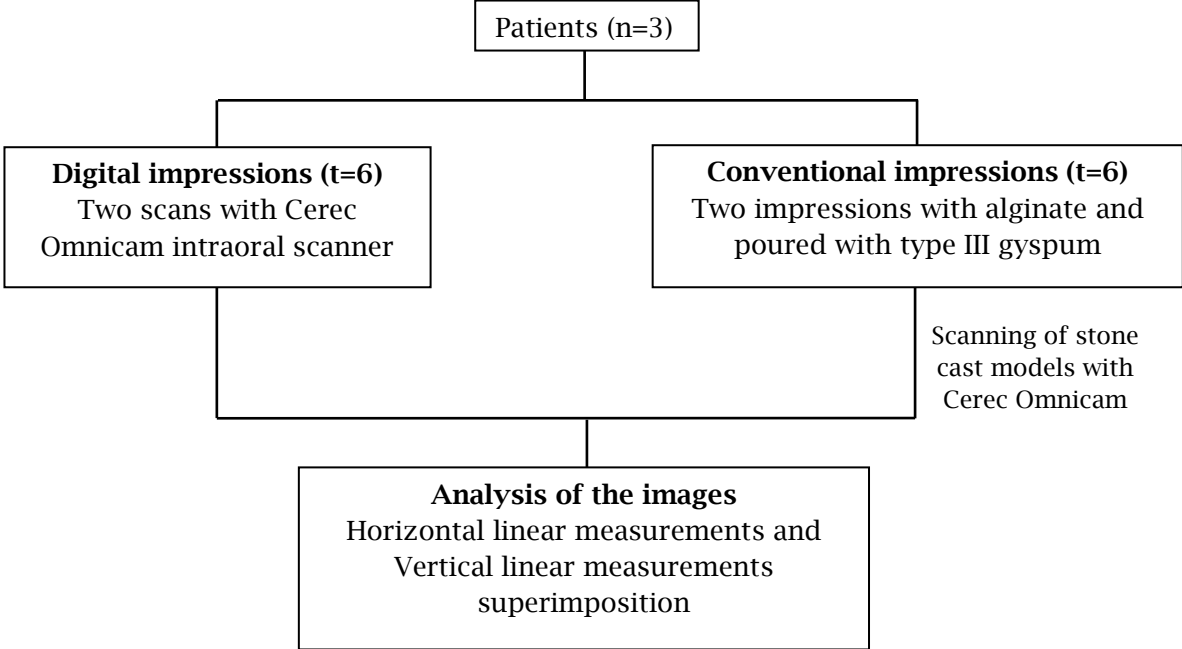 Patients (n=3)
Digital impressions (t=6)
Two scans with Cerec
Omnicam intraoral scanner
Conventional impressions (t=6)
Two impressions with alginate and
poured with type III gyspum
Scanning of stone
cast models with
Cerec Omnicam
Analysis of the images
Horizontal linear measurements and
Vertical linear measurements
superimposition